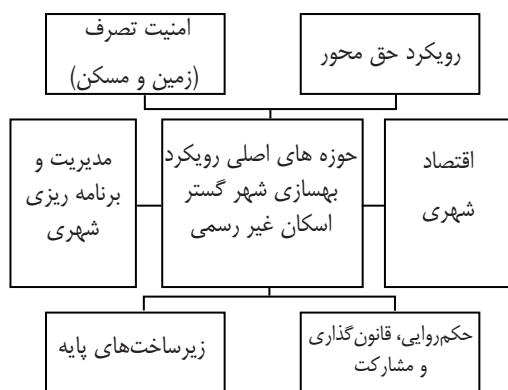 رویکرد حق محور
امنیت تصرف
(زمین و مسکن)
اقتصاد
شهری
حوزه های اصلی رویکرد
بهسازی شهر گستر
اسکان غیر رسمی
مدیریت و
برنامه ریزی
شهری
حکم‌روایی، قانون‌گذاری
و مشارکت
زیرساخت‌های پایه